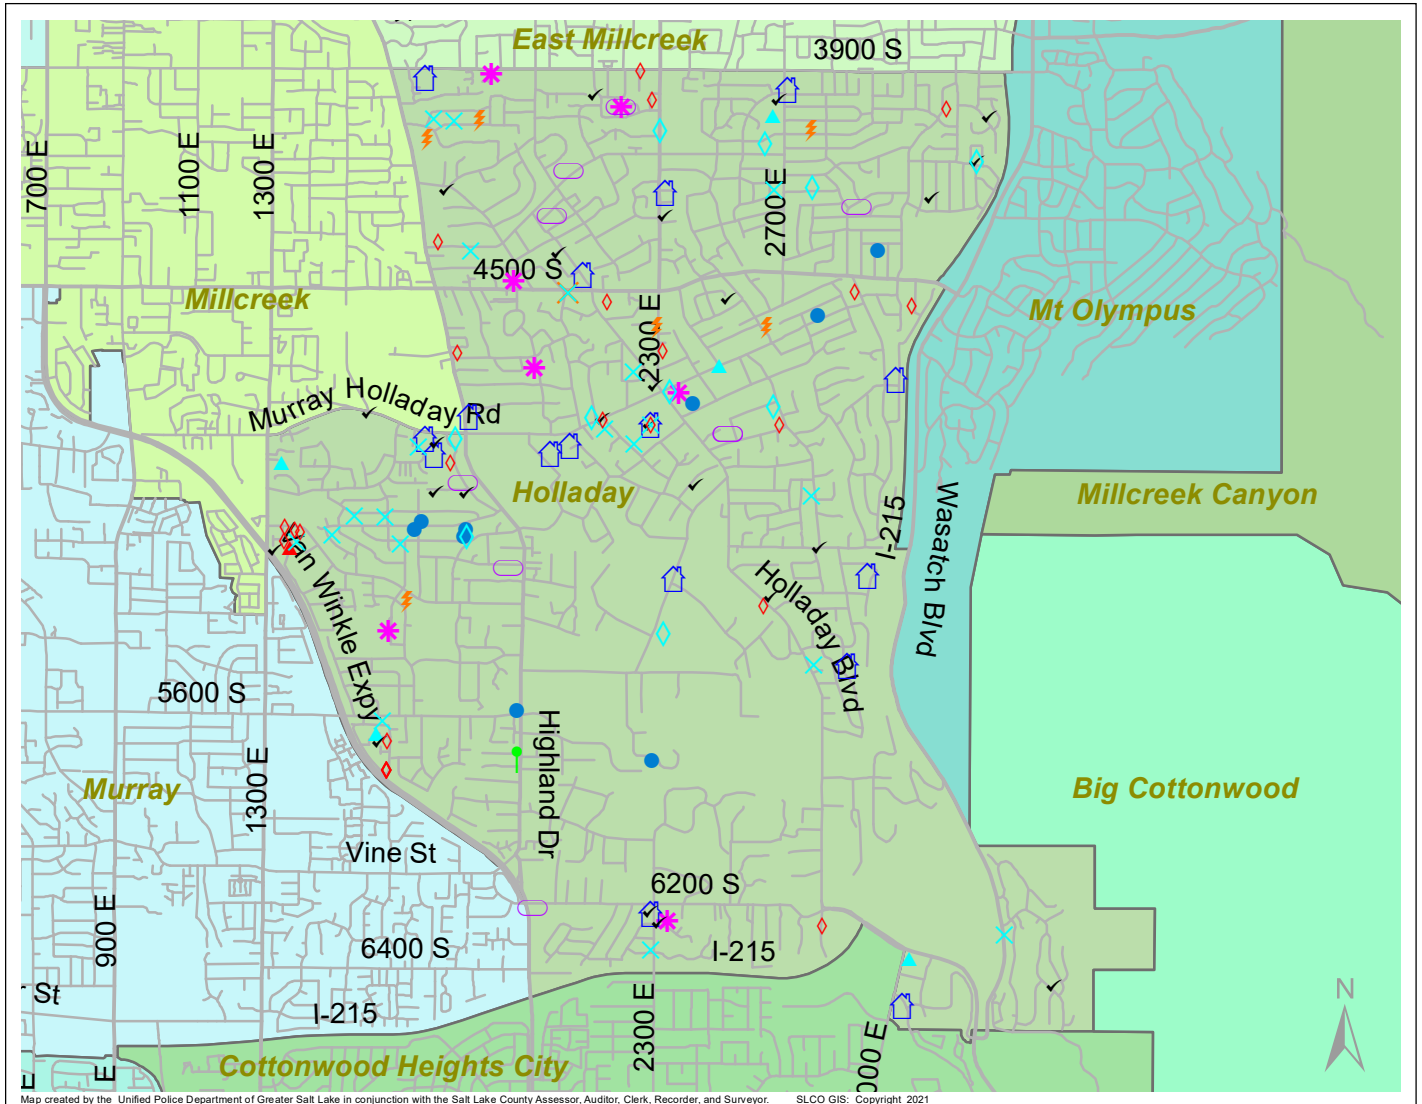 East Millcreek
3900 S
700 E
1100 E
1300 E
2700 E
4500 S
Millcreek
Mt Olympus
2300 E
Murray Holladay Rd
Holladay
Millcreek Canyon
I-215
Wasatch Blvd
Van Winkle Expy
Holladay Blvd
5600 S
Highland Dr
Murray
1300 E
Big Cottonwood
Vine St
6200 S
900 E
6400 S
I-215
St
I-215
2300 E
N
000 E
Cottonwood Heights City
E
E
Map created by the Unified Police Department of Greater Salt Lake in conjunction with the Salt Lake County Assessor, Auditor, Clerk, Recorder, and Surveyor. SLCO GIS: Copyright 2021